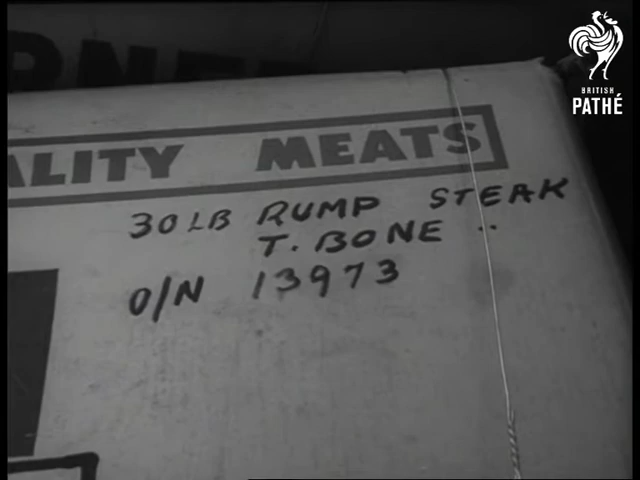 BRITISH
PATHÉ
ALITY MEATS
30LB RUMP STEAK
T. BONE "
O/N 13973